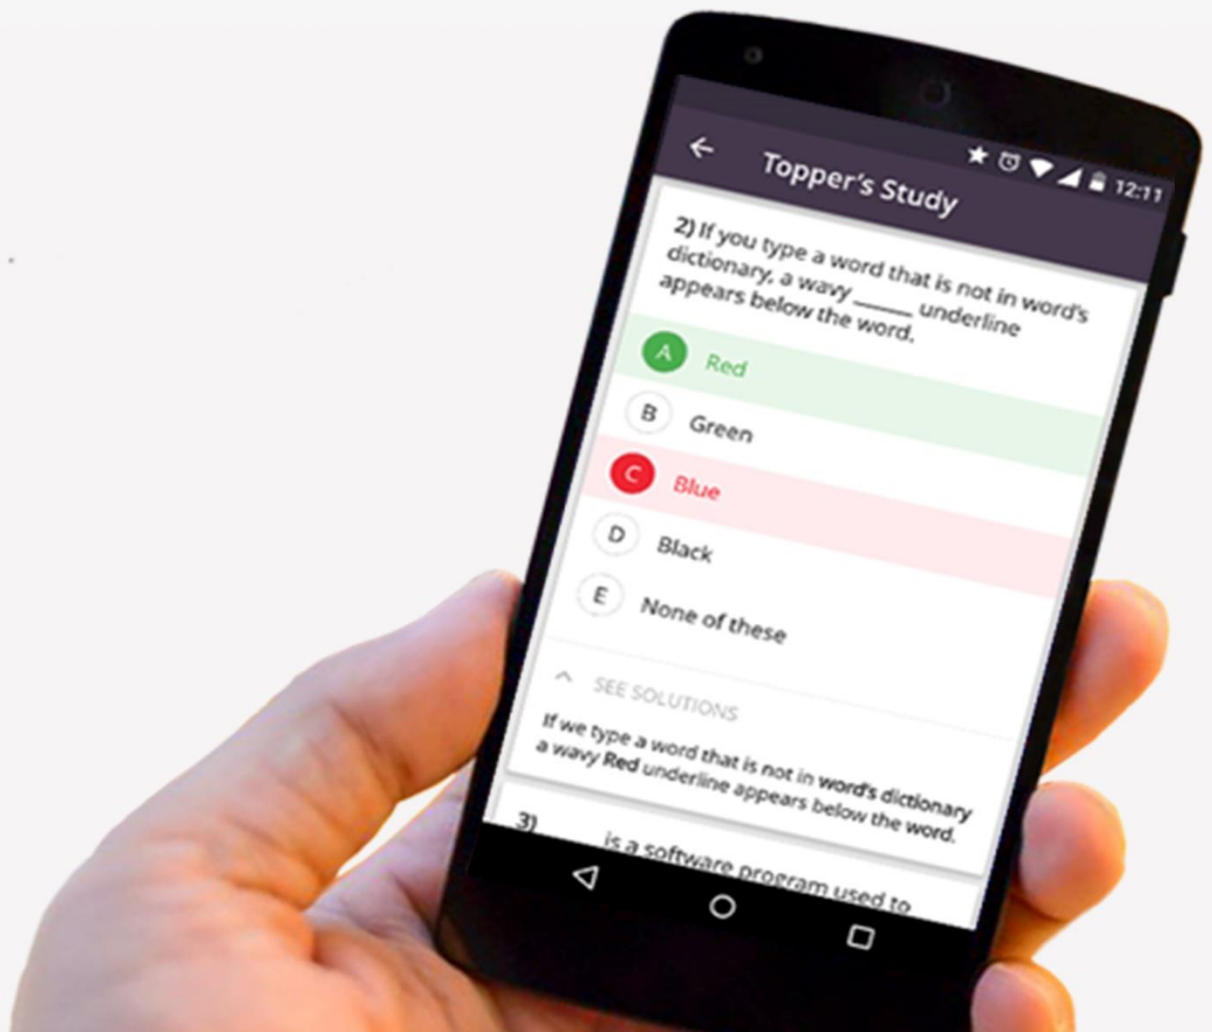 12:11
Topper's Study
2) If you type a word that is not in word's
dictionary, a wavy ______ underline
appears below the word.
A Red
B Green
C Blue
D Black
E None of these
SEE SOLUTIONS
If we type a word that is not in word's dictionary
a wavy Red underline appears below the word.
3) ______ is a software program used to